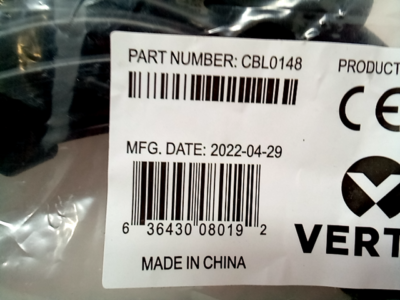 PART NUMBER: CBL0148
PRODUCT
CE
MFG. DATE: 2022-04-29
6 36430 08019 2
VERT
MADE IN CHINA